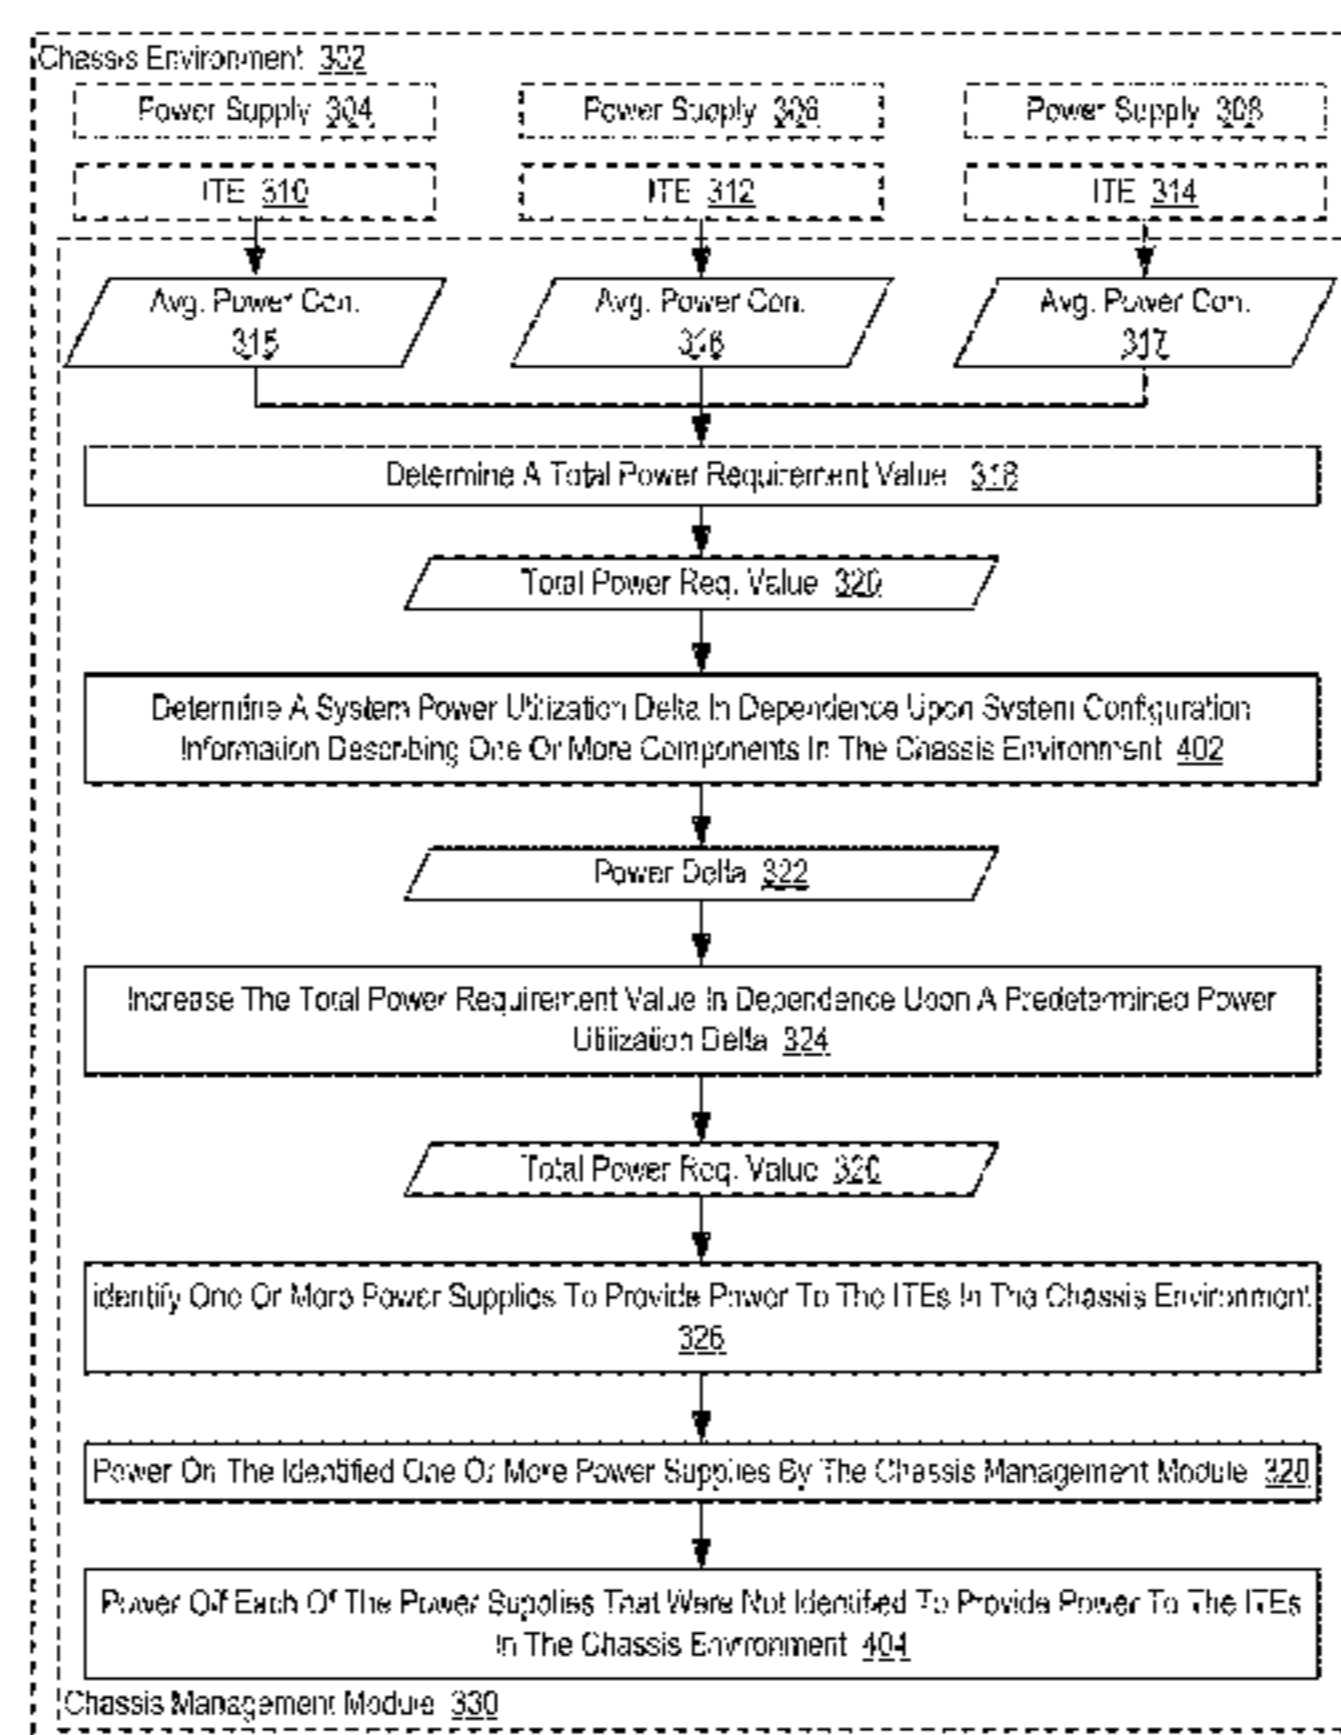 Chassis Environment 302
Power Supply 304
Power Supply 306
Power Supply 308
ITE 310
ITE 312
ITE 314
Avg. Power Con.
315
Avg. Power Con.
316
Avg. Power Con.
317
Determine A Total Power Requirement Value 318
Total Power Req. Value 320
Determine A System Power Utilization Delta In Dependence Upon System Configuration
Information Describing One Or More Components In The Chassis Environment 402
Power Delta 322
Increase The Total Power Requirement Value In Dependence Upon A Predetermined Power
Utilization Delta 324
Total Power Req. Value 320
Identify One Or More Power Supplies To Provide Power To The ITEs In The Chassis Environment
326
Power On The Identified One Or More Power Supplies By The Chassis Management Module 328
Power Off Each Of The Power Supplies That Were Not Identified To Provide Power To The ITEs
In The Chassis Environment 404
Chassis Management Module 330